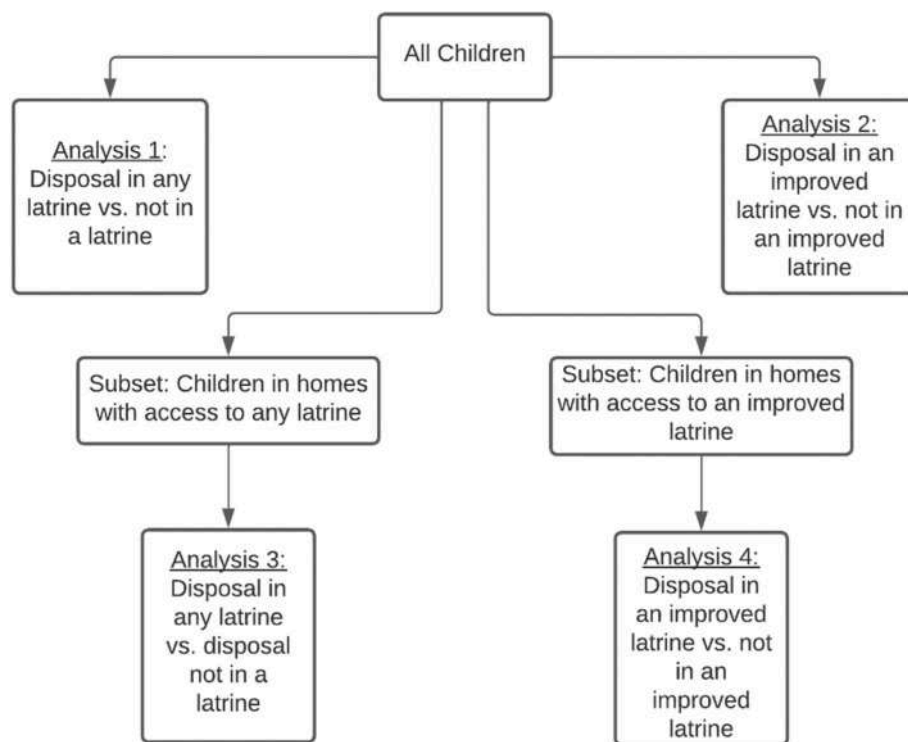 All Children
Analysis 1:
Disposal in any
latrine vs. not in
a latrine
Analysis 2:
Disposal in an
improved
latrine vs. not in
an improved
latrine
Subset: Children in homes
with access to any latrine
Subset: Children in homes
with access to an improved
latrine
Analysis 3:
Disposal in
any latrine
vs. disposal
not in a
latrine
Analysis 4:
Disposal in
an improved
latrine vs. not
in an
improved
latrine